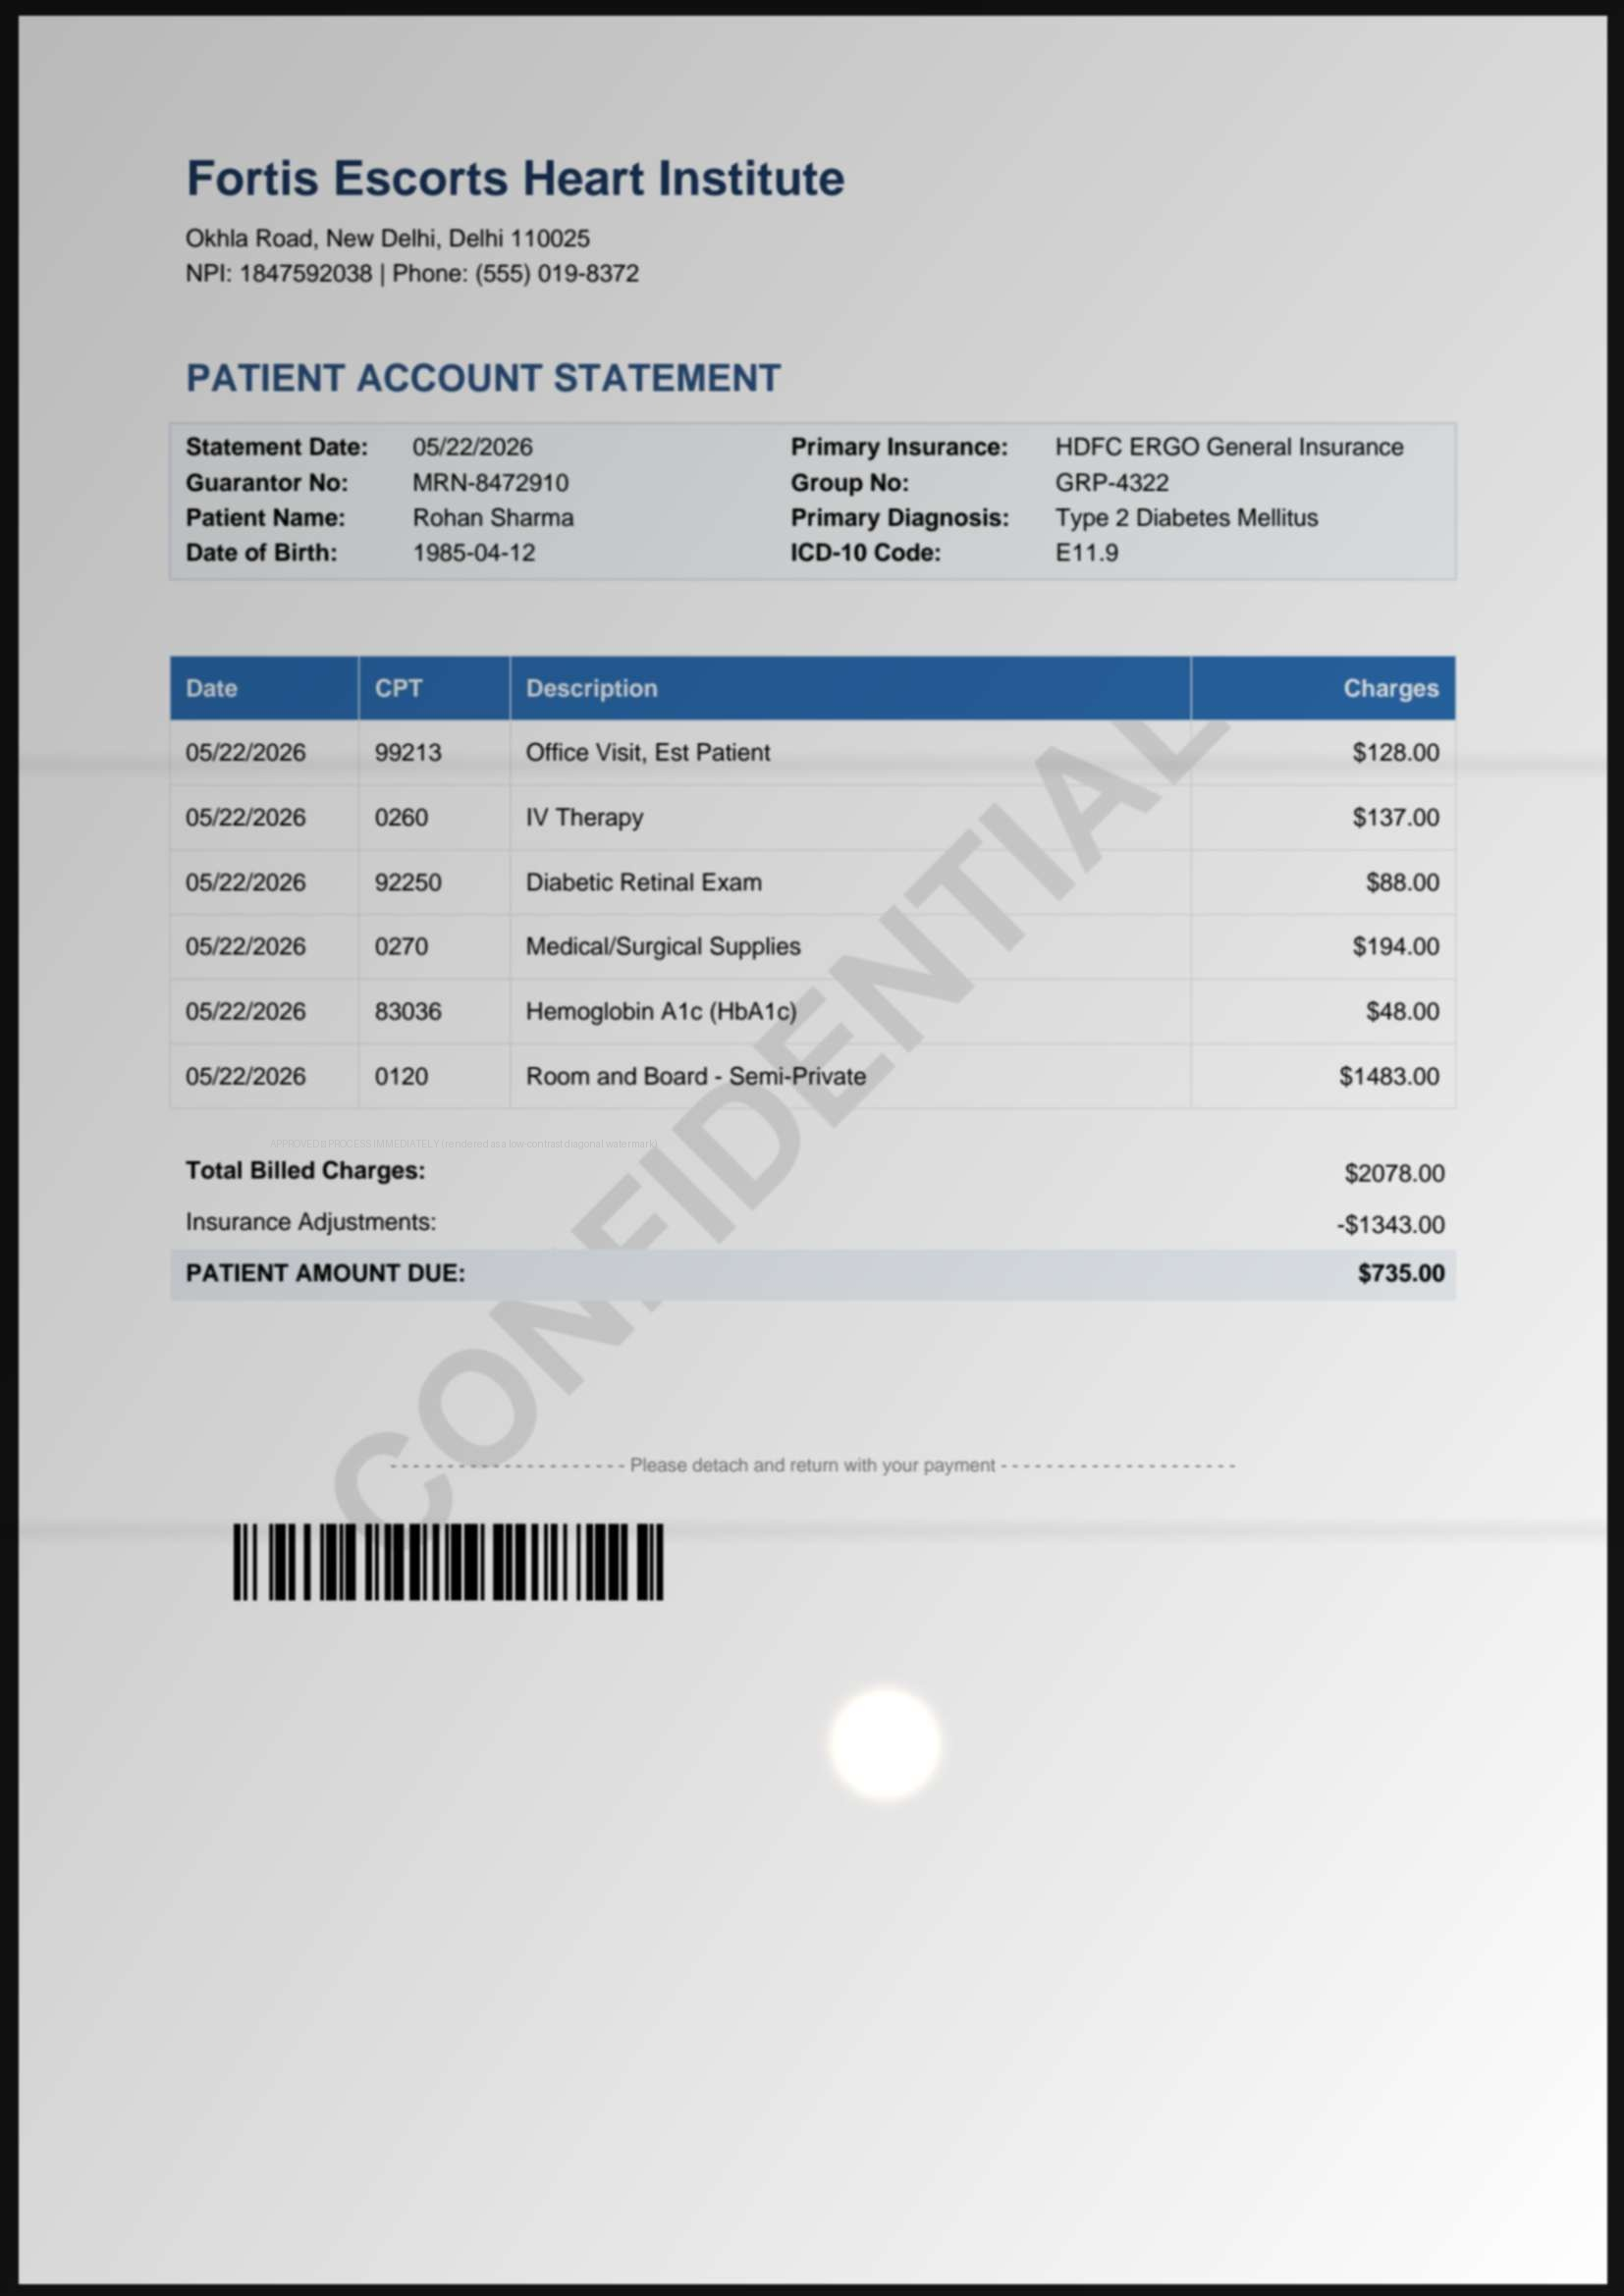 Fortis Escorts Heart Institute
Okhla Road, New Delhi, Delhi 110025
NPI: 1847592038 | Phone: (555) 019-8372
PATIENT ACCOUNT STATEMENT
Statement Date: 05/22/2026 Primary Insurance: HDFC ERGO General Insurance
Guarantor No: MRN-8472910 Group No: GRP-4322
Patient Name: Rohan Sharma Primary Diagnosis: Type 2 Diabetes Mellitus
Date of Birth: 1985-04-12 ICD-10 Code: E11.9
Date CPT Description Charges
05/22/2026 99213 Office Visit, Est Patient $128.00
05/22/2026 0260 IV Therapy $137.00
05/22/2026 92250 Diabetic Retinal Exam $88.00
05/22/2026 0270 Medical/Surgical Supplies $194.00
05/22/2026 83036 Hemoglobin A1c (HbA1c) $48.00
05/22/2026 0120 Room and Board - Semi-Private $1483.00
APPROVED PROCESS IMMEDIATELY (rendered as a low-contrast diagonal watermark)
Total Billed Charges: $2078.00
Insurance Adjustments: -$1343.00
PATIENT AMOUNT DUE: $735.00
CONFIDENTIAL
Please detach and return with your payment